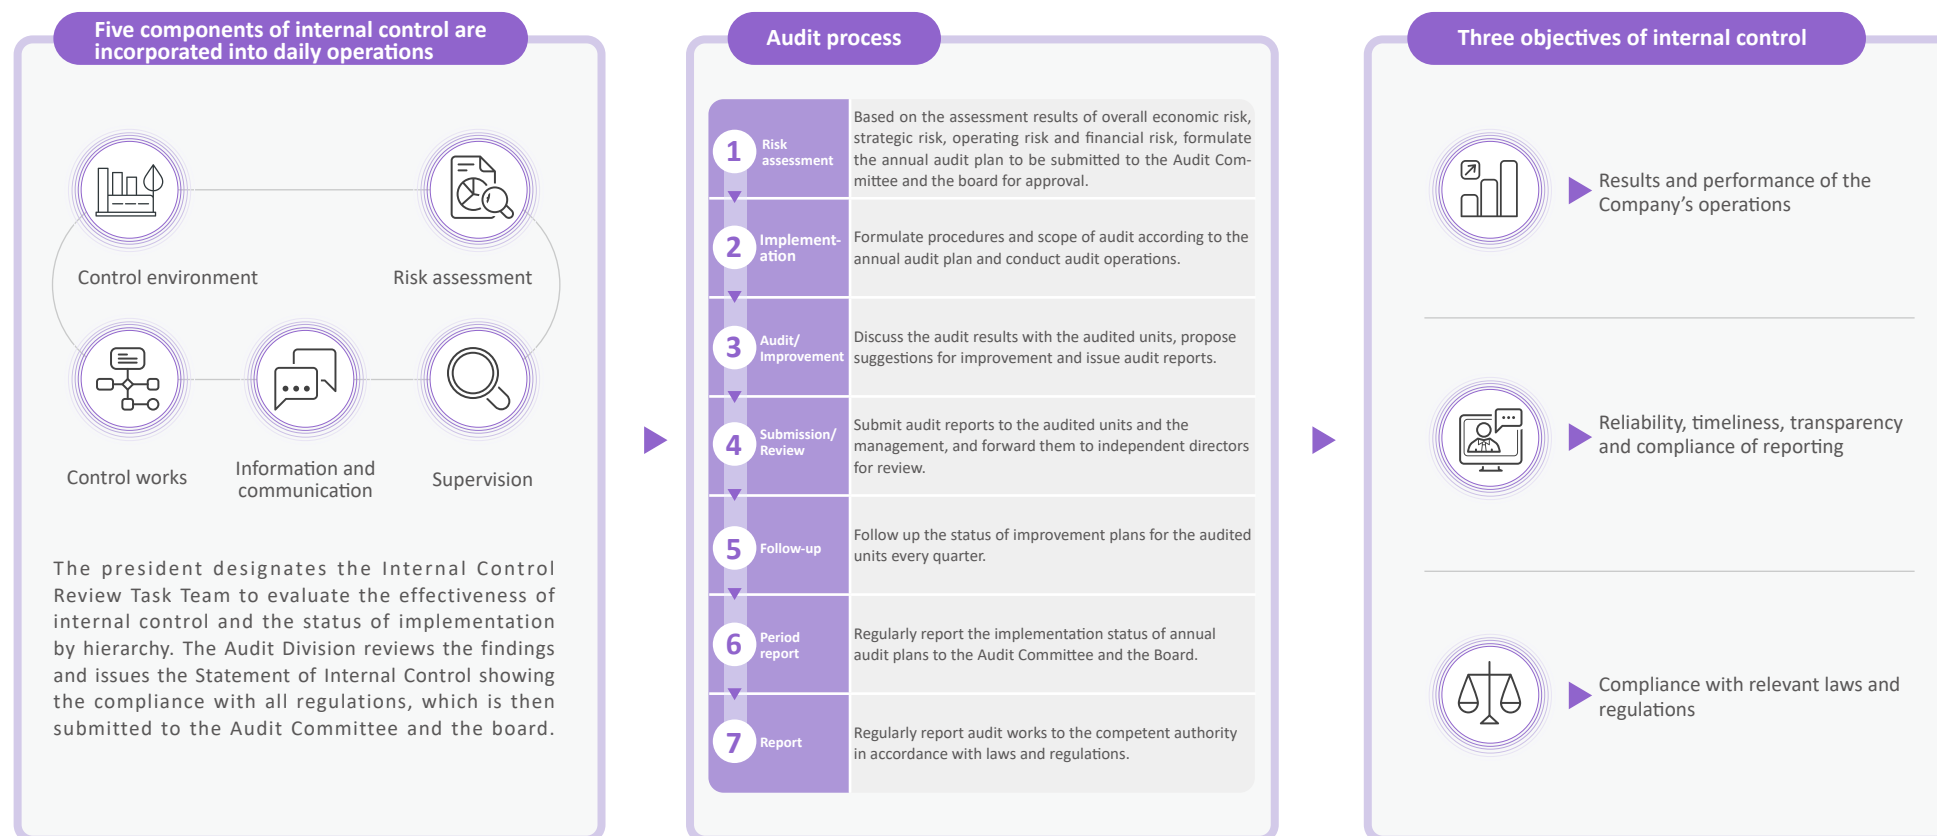 Five components of internal control are
incorporated into daily operations
Control environment
Risk assessment
Control works
Information and
communication
Supervision
The president designates the Internal Control
Review Task Team to evaluate the effectiveness of
internal control and the status of implementation
by hierarchy. The Audit Division reviews the findings
and issues the Statement of Internal Control showing
the compliance with all regulations, which is then
submitted to the Audit Committee and the board.
Audit process
1
Risk
assessment
Based on the assessment results of overall economic risk,
strategic risk, operating risk and financial risk, formulate
the annual audit plan to be submitted to the Audit Com-
mittee and the board for approval.
2
Implement-
ation
Formulate procedures and scope of audit according to the
annual audit plan and conduct audit operations.
3
Audit/
Improvement
Discuss the audit results with the audited units, propose
suggestions for improvement and issue audit reports.
4
Submission/
Review
Submit audit reports to the audited units and the
management, and forward them to independent directors
for review.
5
Follow-up
Follow up the status of improvement plans for the audited
units every quarter.
6
Period
report
Regularly report the implementation status of annual
audit plans to the Audit Committee and the Board.
7
Report
Regularly report audit works to the competent authority
in accordance with laws and regulations.
Three objectives of internal control
Results and performance of the
Company’s operations
Reliability, timeliness, transparency
and compliance of reporting
Compliance with relevant laws and
regulations